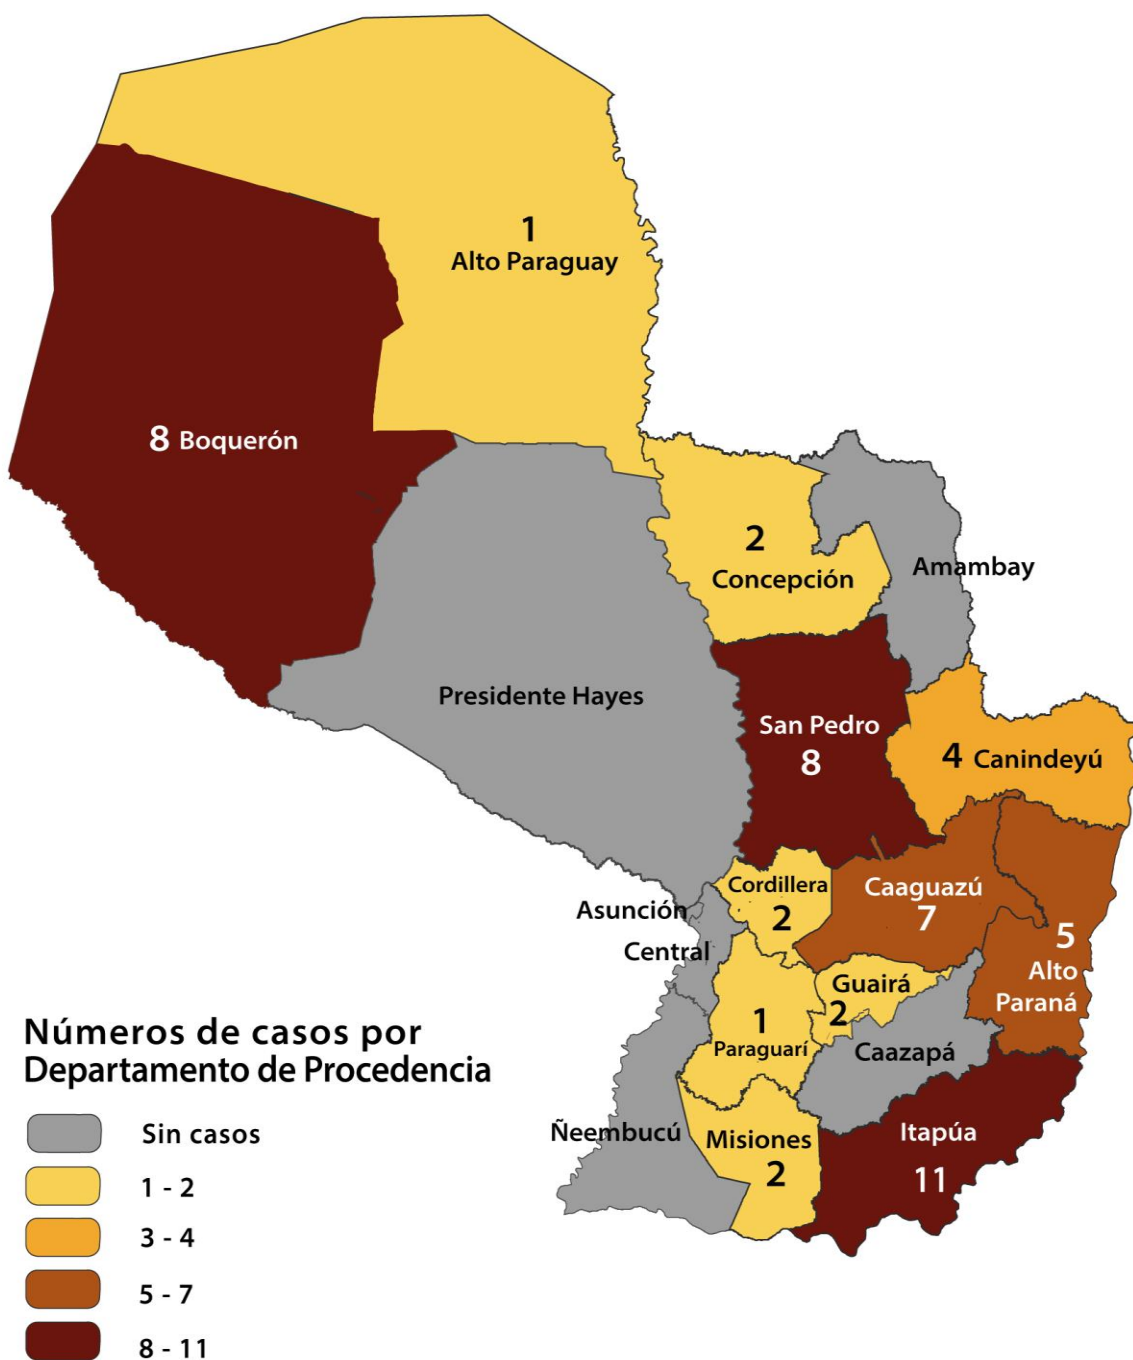 1
Alto Paraguay
8 Boquerón
2
Concepción
Amambay
Presidente Hayes
San Pedro
8
4 Canindeyú
Cordillera
2
Caaguazú
7
Asunción
Central
5
Alto
Paraná
Guairá
2
1
Paraguarí
Caazapá
Ñeembucú
Misiones
2
Itapúa
11
Números de casos por
Departamento de Procedencia
Sin casos
1 - 2
3 - 4
5 - 7
8 - 11